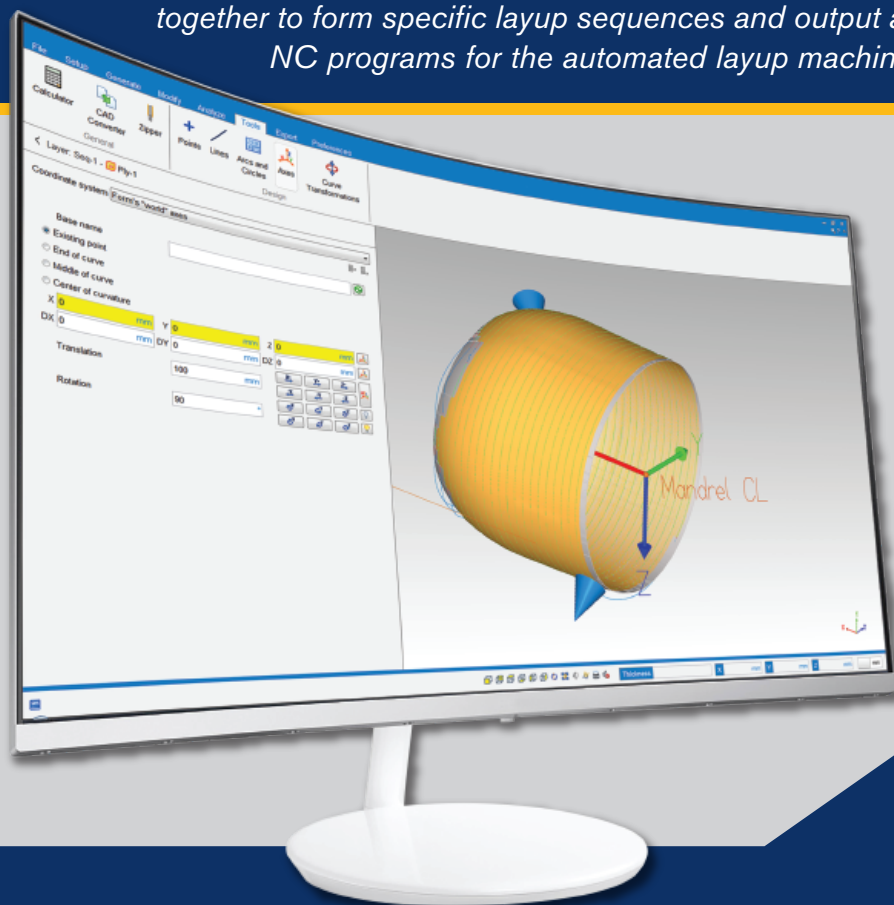 together to form specific layup sequences and output a
NC programs for the automated layup machin
File Setup Generate Modify Analyze Tools Export Preferences
Calculator CAD Converter Zipper Points Lines Arcs and Circles Axes Curve Transformations
General Design
< Layer: Seq-1 - Ply-1
Coordinate system Form's "world" axes
Base name
Existing point
End of curve
Middle of curve
Center of curvature
X 0 mm Y 0 mm Z 0 mm
DX 0 mm DY 0 mm DZ 0 mm
Translation 100 mm
Rotation 90 °
Y
Mandrel CL
Z
Thickness X mm Y mm Z mm